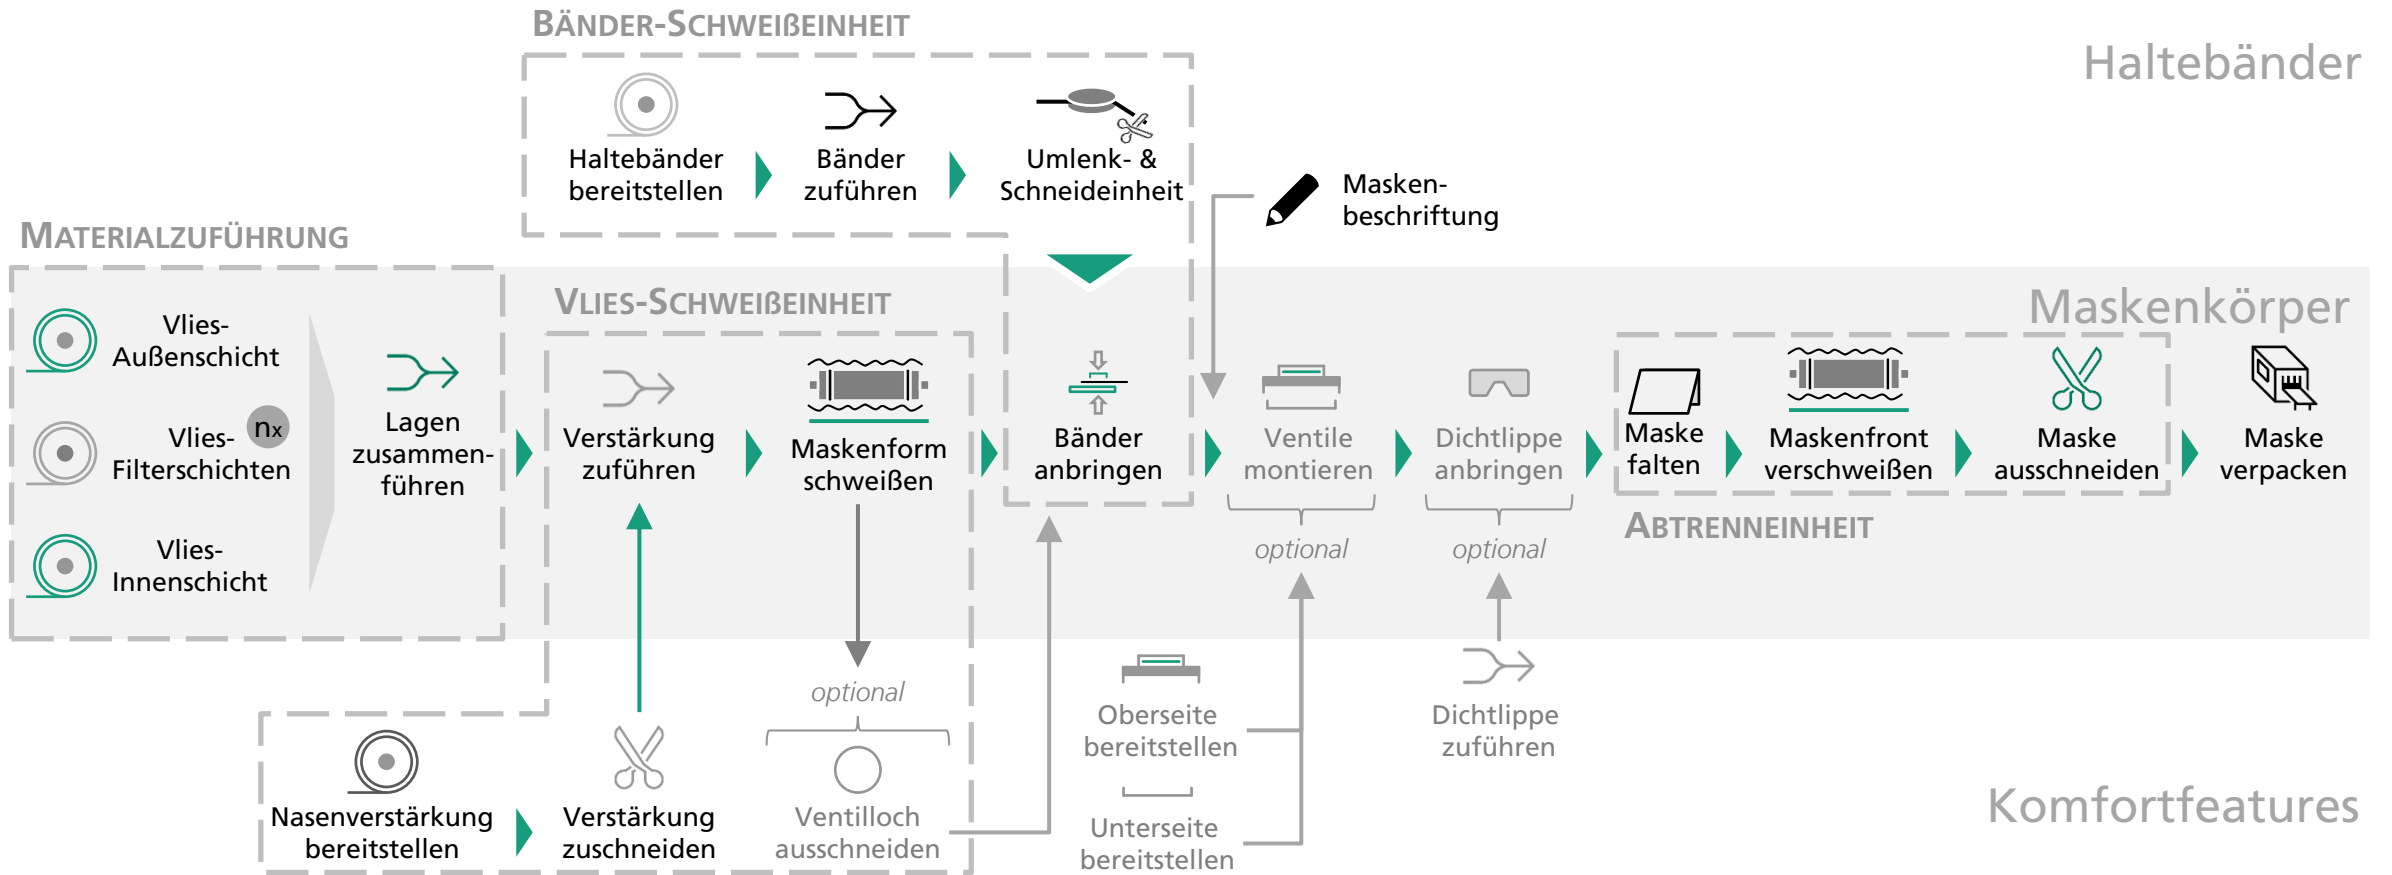 BÄNDER-SCHWEIßEINHEIT
Haltebänder
Haltebänder
bereitstellen
Bänder
zuführen
Umlenk- &
Schneideinheit
Masken-
beschriftung
MATERIALZUFÜHRUNG
Maskenkörper
Vlies-
Außenschicht
Vlies-
Filterschichten
nx
Vlies-
Innenschicht
Lagen
zusammen-
führen
VLIES-SCHWEIßEINHEIT
Verstärkung
zuführen
Maskenform
schweißen
Bänder
anbringen
Ventile
montieren
optional
Dichtlippe
anbringen
optional
Maske
falten
Maskenfront
verschweißen
Maske
ausschneiden
ABTRENNEINHEIT
Maske
verpacken
Nasenverstärkung
bereitstellen
Verstärkung
zuschneiden
optional
Ventilloch
ausschneiden
Oberseite
bereitstellen
Unterseite
bereitstellen
Dichtlippe
zuführen
Komfortfeatures